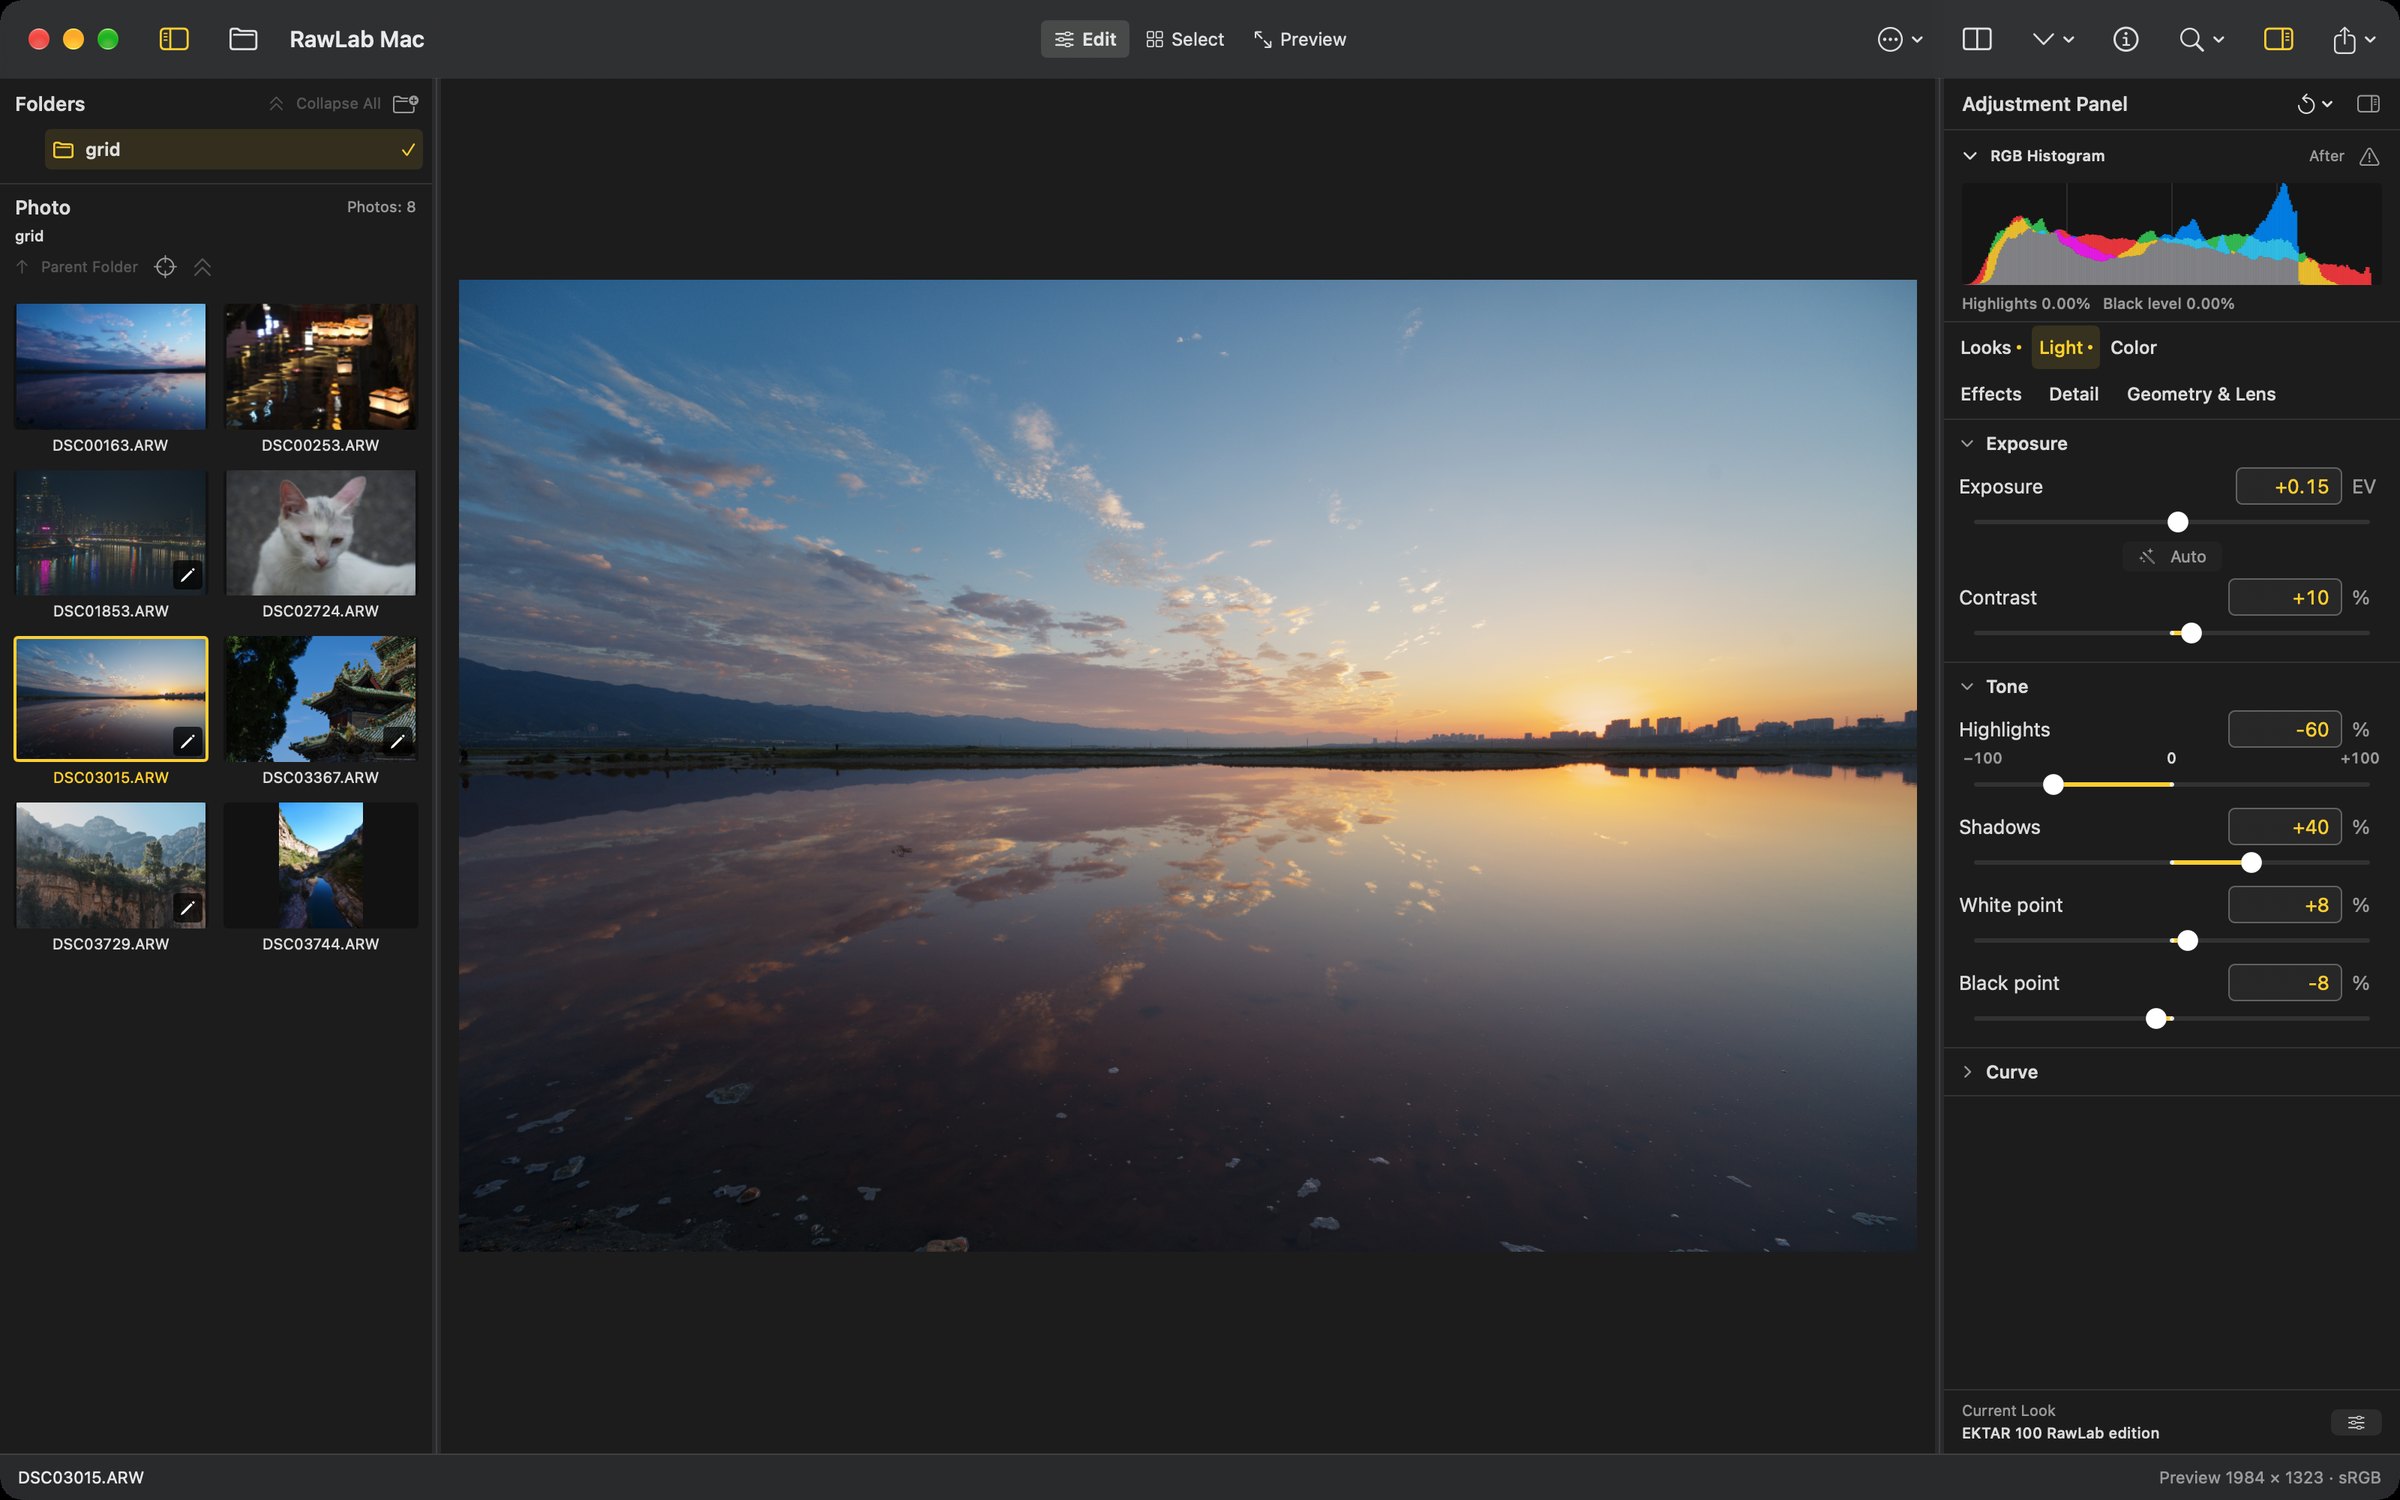 RawLab Mac
Edit
Select
Preview
Folders
Collapse All
grid
Photo
Photos: 8
grid
Parent Folder
DSC00163.ARW
DSC00253.ARW
DSC01853.ARW
DSC02724.ARW
DSC03015.ARW
DSC03367.ARW
DSC03729.ARW
DSC03744.ARW
Adjustment Panel
RGB Histogram
After
Highlights 0.00% Black level 0.00%
Looks • Light • Color
Effects Detail Geometry & Lens
Exposure
Exposure +0.15 EV
Auto
Contrast +10 %
Tone
Highlights -60 %
−100 0 +100
Shadows +40 %
White point +8 %
Black point -8 %
Curve
Current Look
EKTAR 100 RawLab edition
DSC03015.ARW
Preview 1984 × 1323 · sRGB